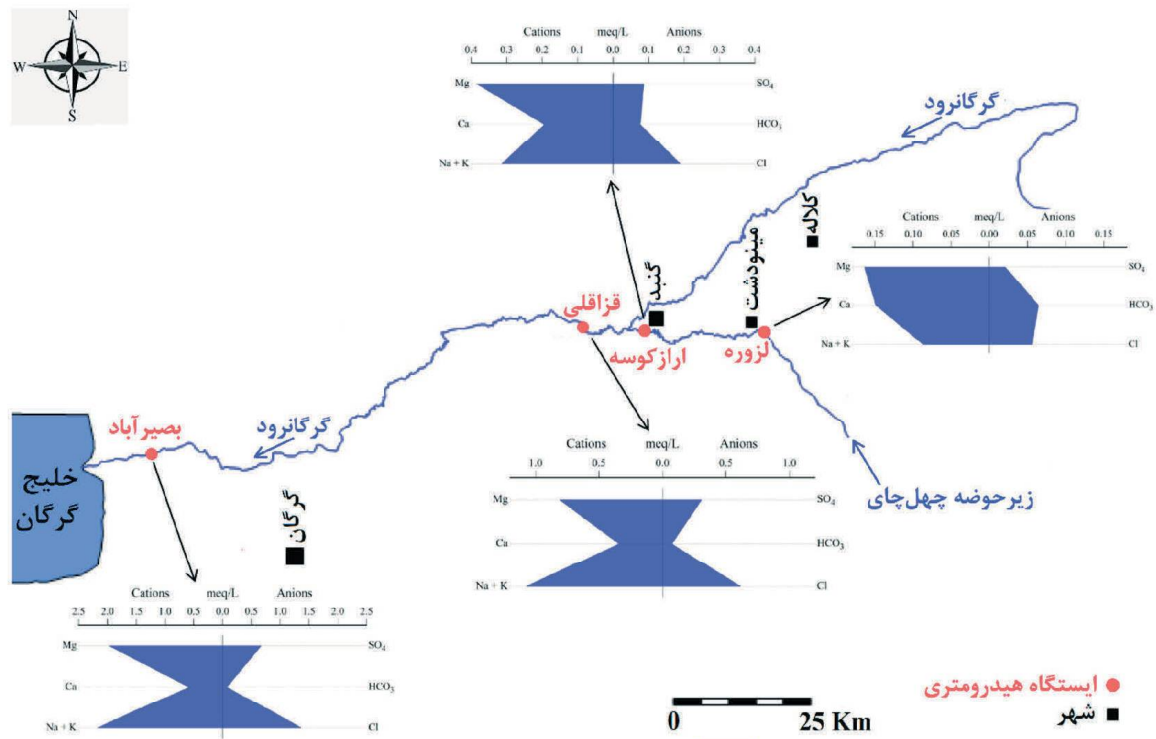 N
W E
S
Cations meq/L Anions
0.4 0.3 0.2 0.1 0.0 0.1 0.2 0.3 0.4
Mg SO₄
Ca HCO₃
Na + K Cl
گرگانرود
کلاله
مینودشت
گنبد
Cations meq/L Anions
0.15 0.10 0.05 0.00 0.05 0.10 0.15
Mg SO₄
Ca HCO₃
Na + K Cl
قزاقلی
ارازکوسه
لزوره
زیرحوضه چهل‌چای
بصیرآباد
گرگانرود
خلیج
گرگان
گرگان
Cations meq/L Anions
1.0 0.5 0.0 0.5 1.0
Mg SO₄
Ca HCO₃
Na + K Cl
Cations meq/L Anions
2.5 2.0 1.5 1.0 0.5 0.0 0.5 1.0 1.5 2.0 2.5
Mg SO₄
Ca HCO₃
Na + K Cl
ایستگاه هیدرومتری
شهر
0 25 Km